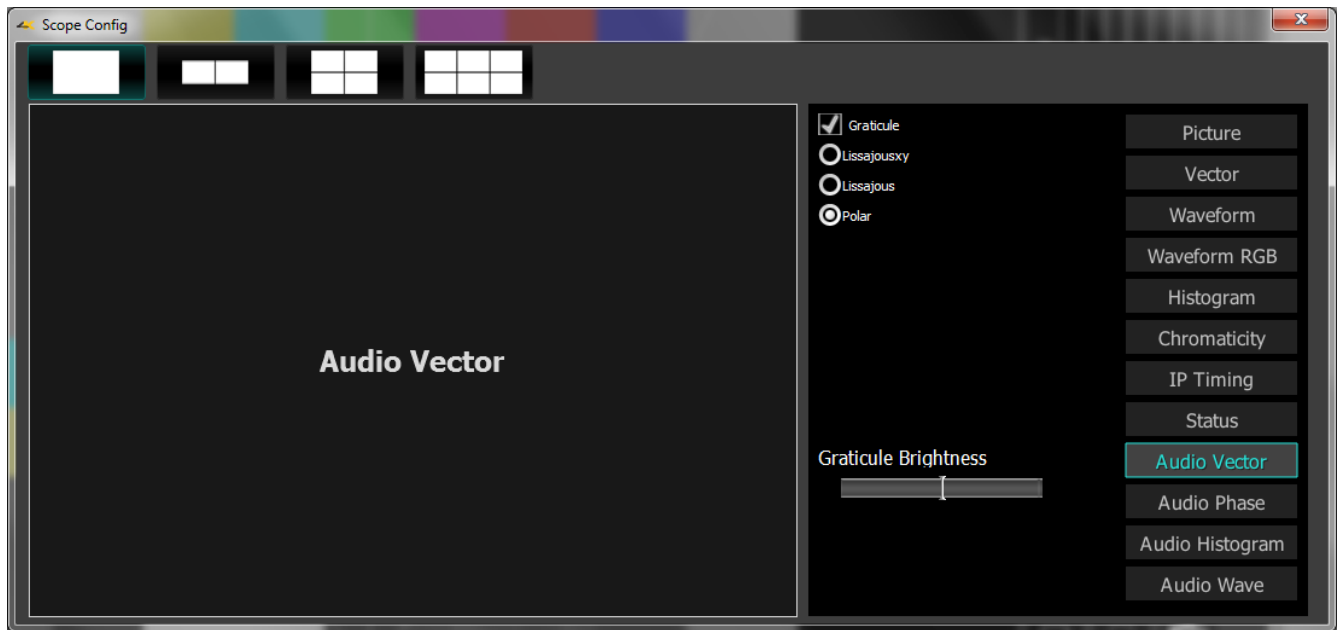 Scope Config
Audio Vector
Graticule
Lissajousxy
Lissajous
Polar
Graticule Brightness
Picture
Vector
Waveform
Waveform RGB
Histogram
Chromaticity
IP Timing
Status
Audio Vector
Audio Phase
Audio Histogram
Audio Wave